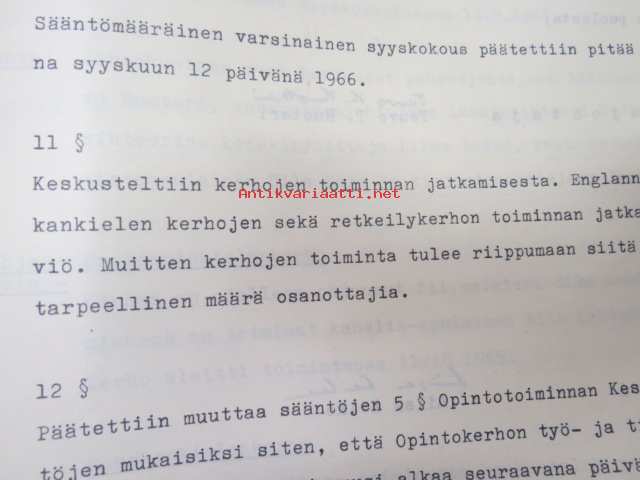 Sääntömääräinen varsinainen syyskokous päätettiin pitää
na syyskuun 12 päivänä 1966.
11 §
Keskusteltiin kerhojen toiminnan jatkamisesta. Englann
Antikvariaatti.net
kankielen kerhojen sekä retkeilykerhon toiminnan jatka
viö. Muitten kerhojen toiminta tulee riippumaan siitä
tarpeellinen määrä osanottajia.
12 §
Päätettiin muuttaa sääntöjen 5 § Opintotoiminnan Kes
töjen mukaisiksi siten, että Opintokerhon työ- ja ti
alkaa seuraavana päivä